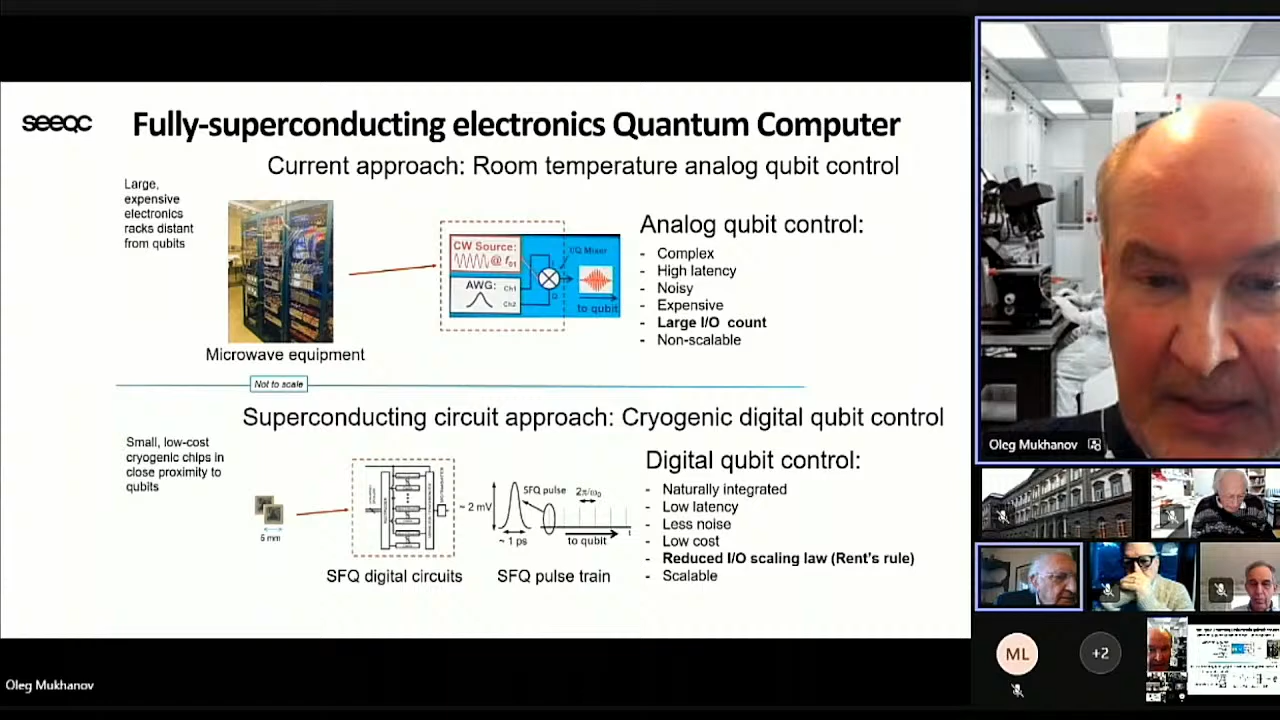 seeqc
Fully-superconducting electronics Quantum Computer
Current approach: Room temperature analog qubit control
Large,
expensive
electronics
racks distant
from qubits
Microwave equipment
CW Source:
@ f01
I/Q Mixer
I
Q
AWG:
Ch1
Ch2
to qubit
Analog qubit control:
- Complex
- High latency
- Noisy
- Expensive
- Large I/O count
- Non-scalable
Not to scale
Superconducting circuit approach: Cryogenic digital qubit control
Small, low-cost
cryogenic chips in
close proximity to
qubits
5 mm
SFQ digital circuits
~ 2 mV
SFQ pulse
2π/ω0
~ 1 ps
to qubit
t
SFQ pulse train
Digital qubit control:
- Naturally integrated
- Low latency
- Less noise
- Low cost
- Reduced I/O scaling law (Rent's rule)
- Scalable
Oleg Mukhanov
ML
+2
Oleg Mukhanov